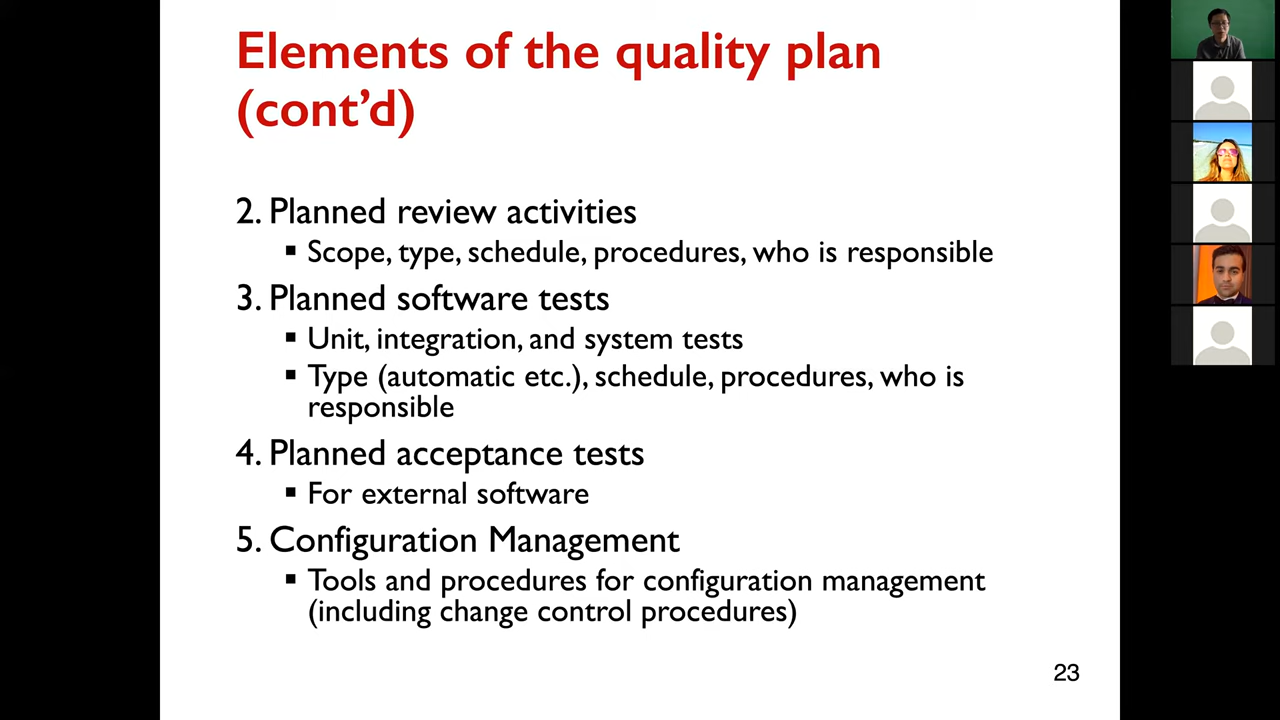 Elements of the quality plan
(cont’d)
2. Planned review activities
▪ Scope, type, schedule, procedures, who is responsible
3. Planned software tests
▪ Unit, integration, and system tests
▪ Type (automatic etc.), schedule, procedures, who is
responsible
4. Planned acceptance tests
▪ For external software
5. Configuration Management
▪ Tools and procedures for configuration management
(including change control procedures)
23